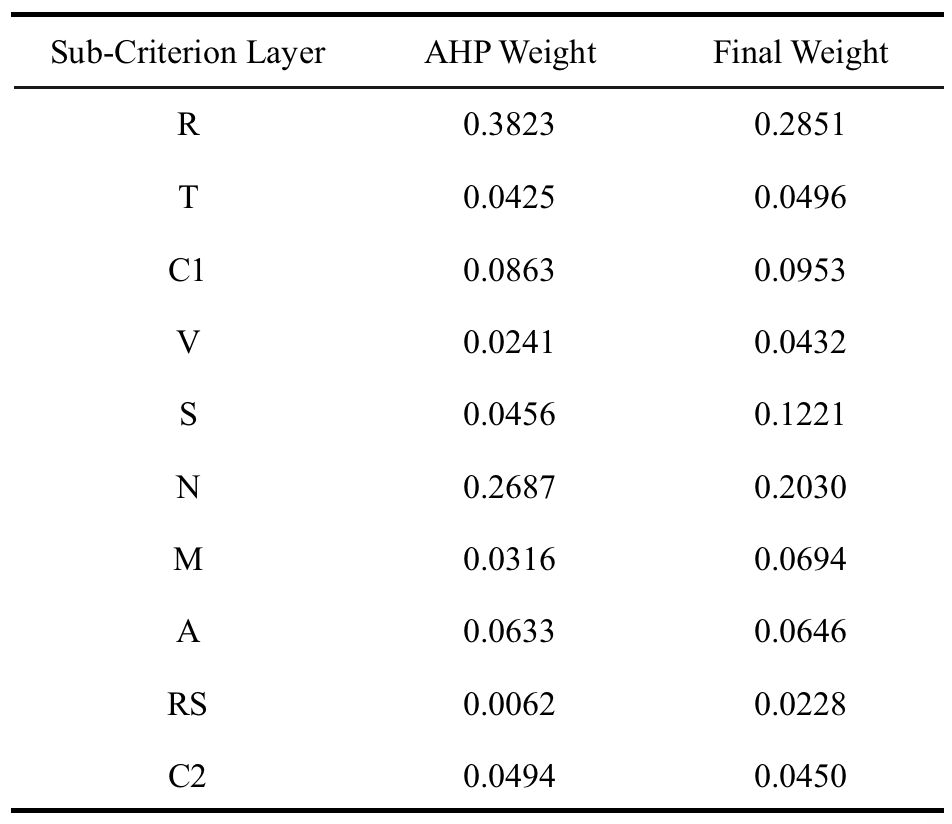 Sub-Criterion Layer AHP Weight Final Weight
R 0.3823 0.2851
T 0.0425 0.0496
C1 0.0863 0.0953
V 0.0241 0.0432
S 0.0456 0.1221
N 0.2687 0.2030
M 0.0316 0.0694
A 0.0633 0.0646
RS 0.0062 0.0228
C2 0.0494 0.0450